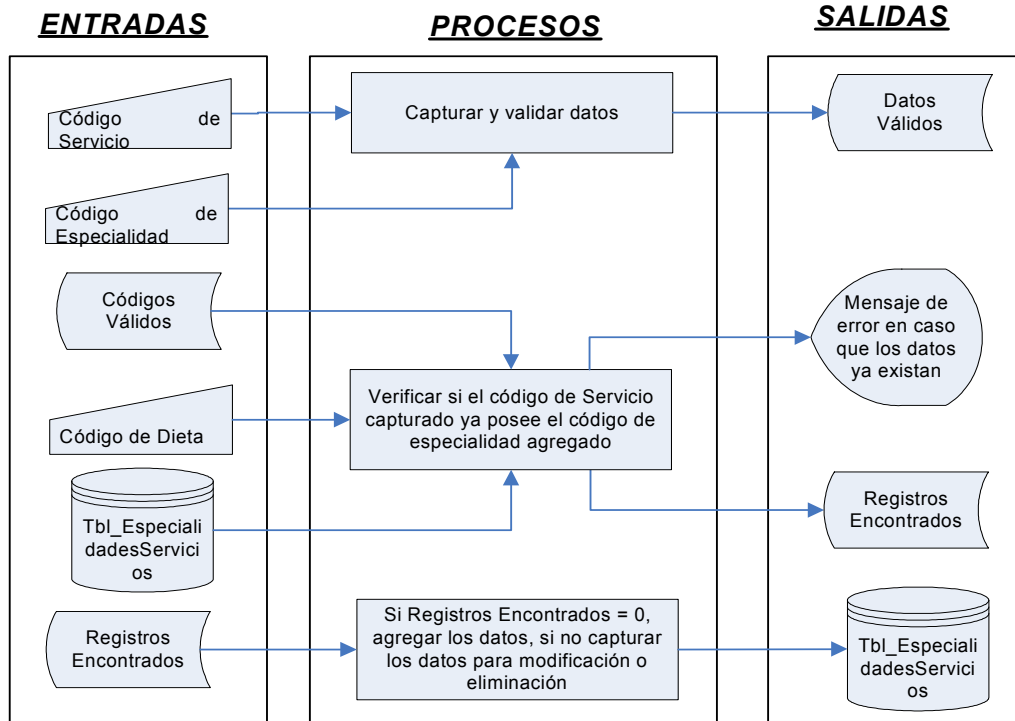 ENTRADAS
PROCESOS
SALIDAS
Código de
Servicio
Capturar y validar datos
Datos
Válidos
Código de
Especialidad
Códigos
Válidos
Mensaje de
error en caso
que los datos
ya existan
Código de Dieta
Verificar si el código de Servicio
capturado ya posee el código de
especialidad agregado
Tbl_Especiali
dadesServici
os
Registros
Encontrados
Registros
Encontrados
Si Registros Encontrados = 0,
agregar los datos, si no capturar
los datos para modificación o
eliminación
Tbl_Especiali
dadesServici
os